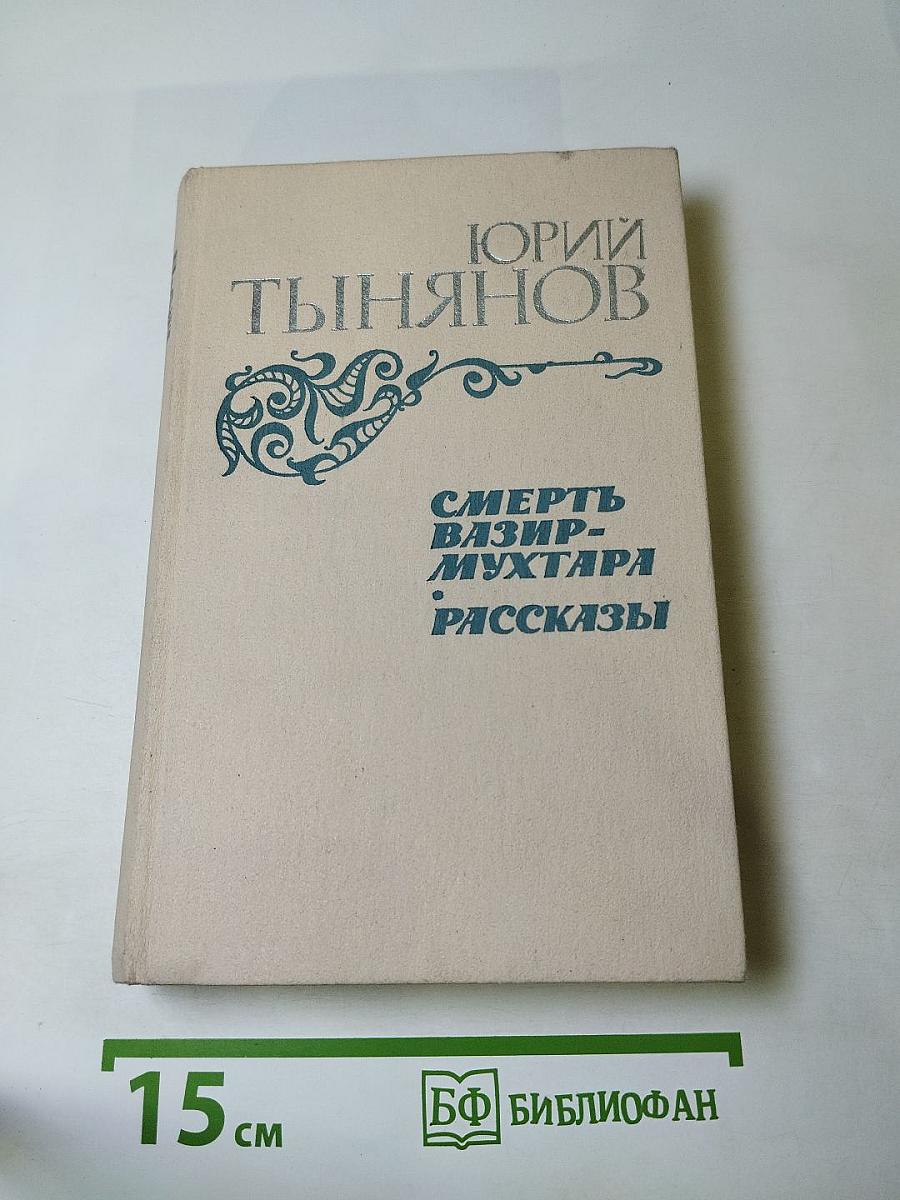 ЮРИЙ
ТЫНЯНОВ
СМЕРТЬ
ВАЗИР-
МУХТАРА
•
РАССКАЗЫ
15 см
БФ БИБЛИОФАН